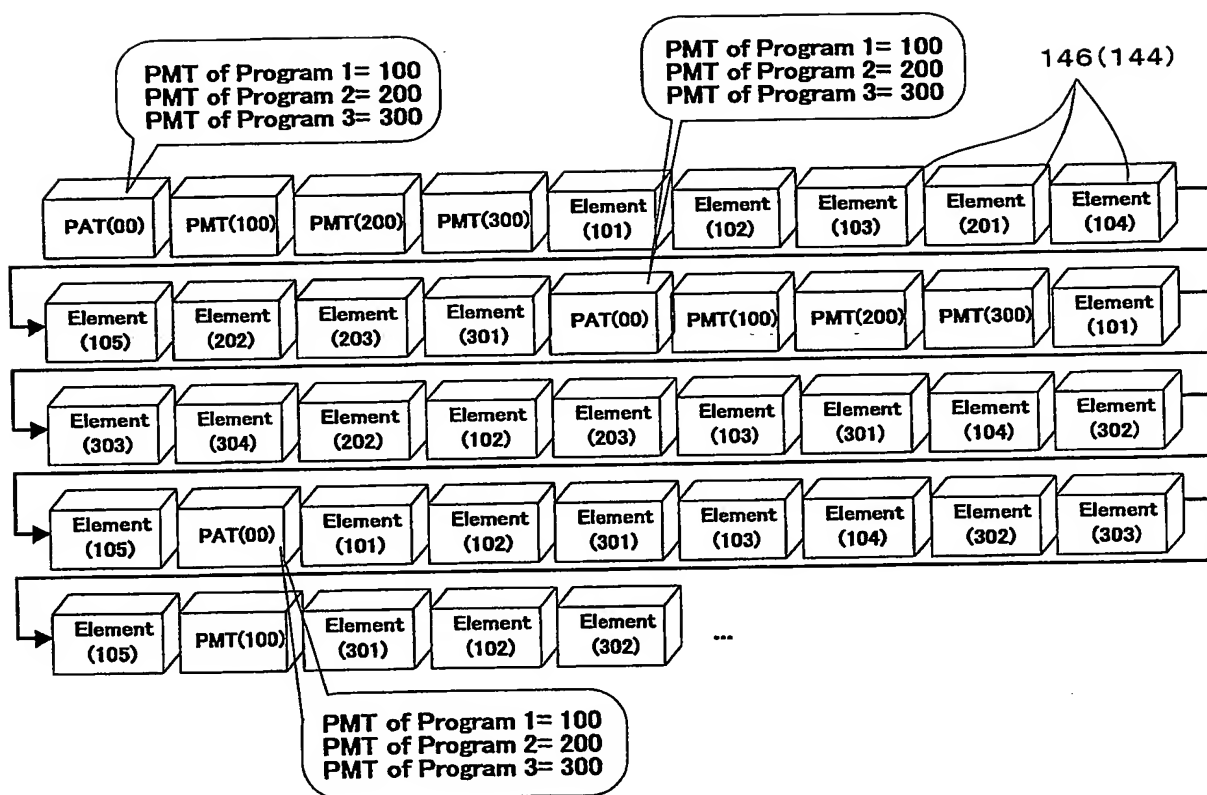 PMT of Program 1= 100
PMT of Program 2= 200
PMT of Program 3= 300
PMT of Program 1= 100
PMT of Program 2= 200
PMT of Program 3= 300
146(144)
PAT(00) PMT(100) PMT(200) PMT(300) Element (101) Element (102) Element (103) Element (201) Element (104)
Element (105) Element (202) Element (203) Element (301) PAT(00) PMT(100) PMT(200) PMT(300) Element (101)
Element (303) Element (304) Element (202) Element (102) Element (203) Element (103) Element (301) Element (104) Element (302)
Element (105) PAT(00) Element (101) Element (102) Element (301) Element (103) Element (104) Element (302) Element (303)
Element (105) PMT(100) Element (301) Element (102) Element (302) ...
PMT of Program 1= 100
PMT of Program 2= 200
PMT of Program 3= 300